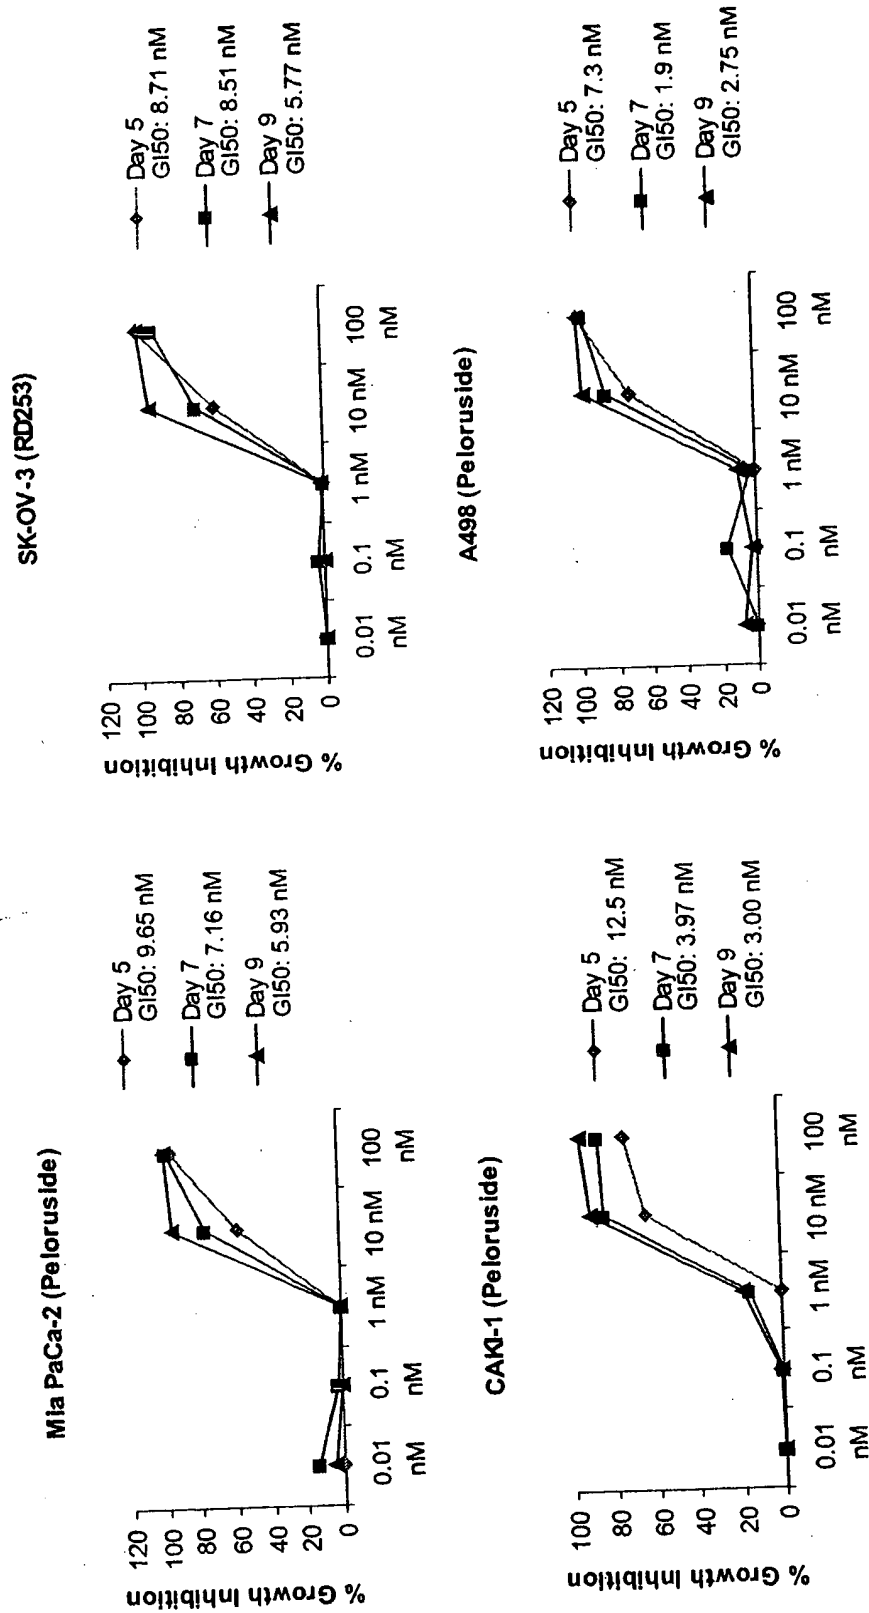 Mia PaCa-2 (Peloruside)
% Growth Inhibition
120
100
80
60
40
20
0
0.01 nM
0.1 nM
1 nM
10 nM
100 nM
Day 5
GI50: 9.65 nM
Day 7
GI50: 7.16 nM
Day 9
GI50: 5.93 nM
SK-OV-3 (RD253)
% Growth Inhibition
120
100
80
60
40
20
0
0.01 nM
0.1 nM
1 nM
10 nM
100 nM
Day 5
GI50: 8.71 nM
Day 7
GI50: 8.51 nM
Day 9
GI50: 5.77 nM
CAKI-1 (Peloruside)
% Growth Inhibition
100
80
60
40
20
0
0.01 nM
0.1 nM
1 nM
10 nM
100 nM
Day 5
GI50: 12.5 nM
Day 7
GI50: 3.97 nM
Day 9
GI50: 3.00 nM
A498 (Peloruside)
% Growth Inhibition
120
100
80
60
40
20
0
0.01 nM
0.1 nM
1 nM
10 nM
100 nM
Day 5
GI50: 7.3 nM
Day 7
GI50: 1.9 nM
Day 9
GI50: 2.75 nM